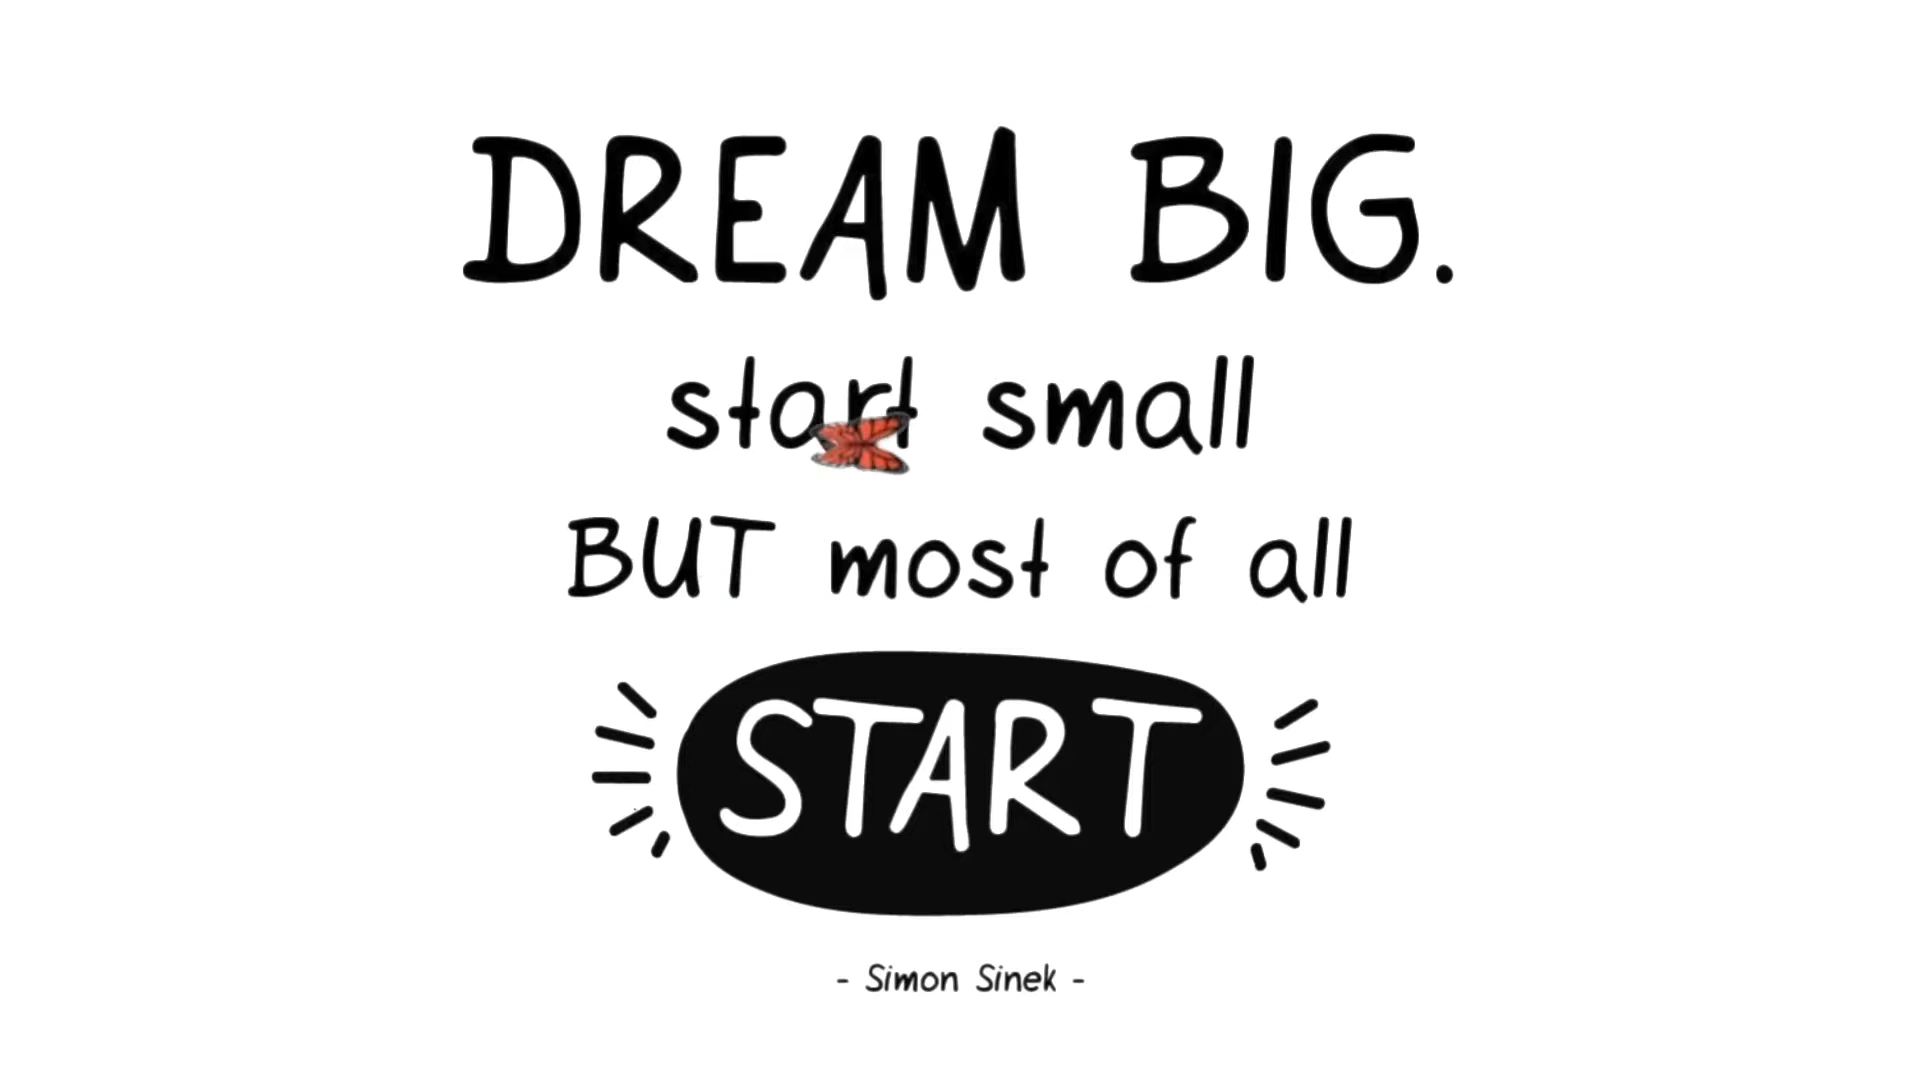 DREAM BIG.
start small
BUT most of all
START
- Simon Sinek -